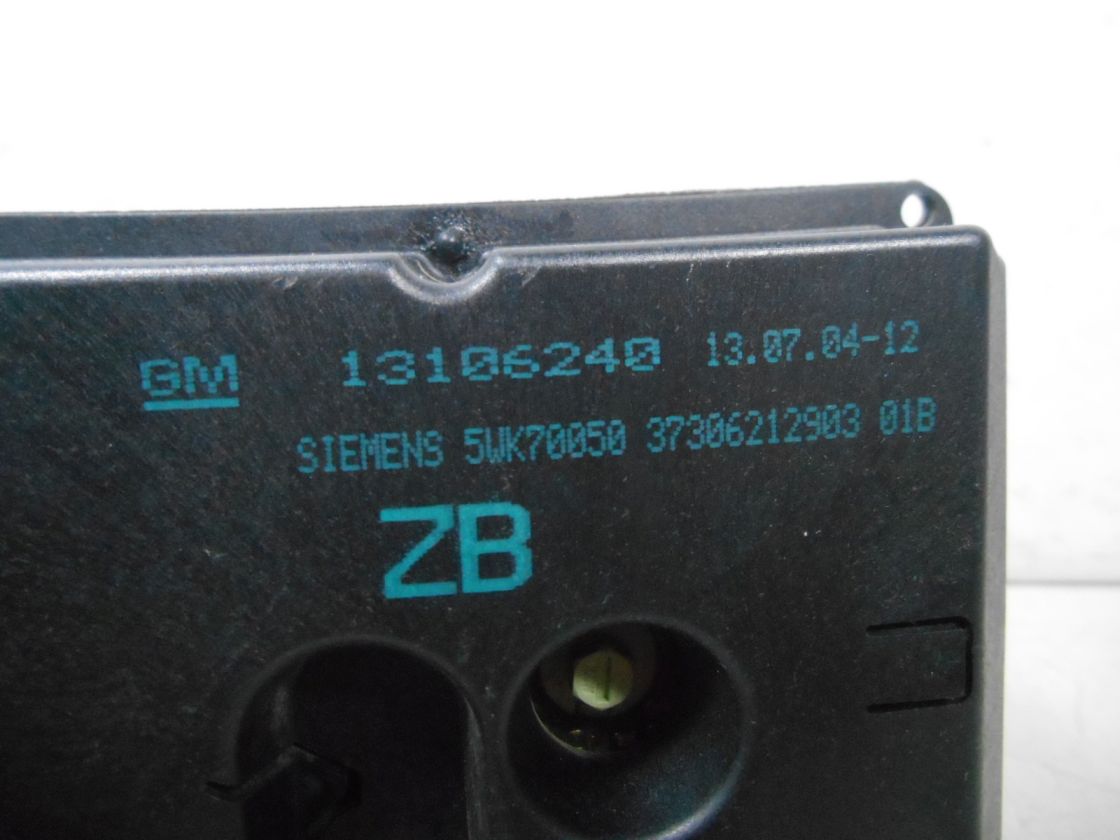 GM 13106240 13.07.04-12
SIEMENS 5WK70050 37306212903 01B
ZB